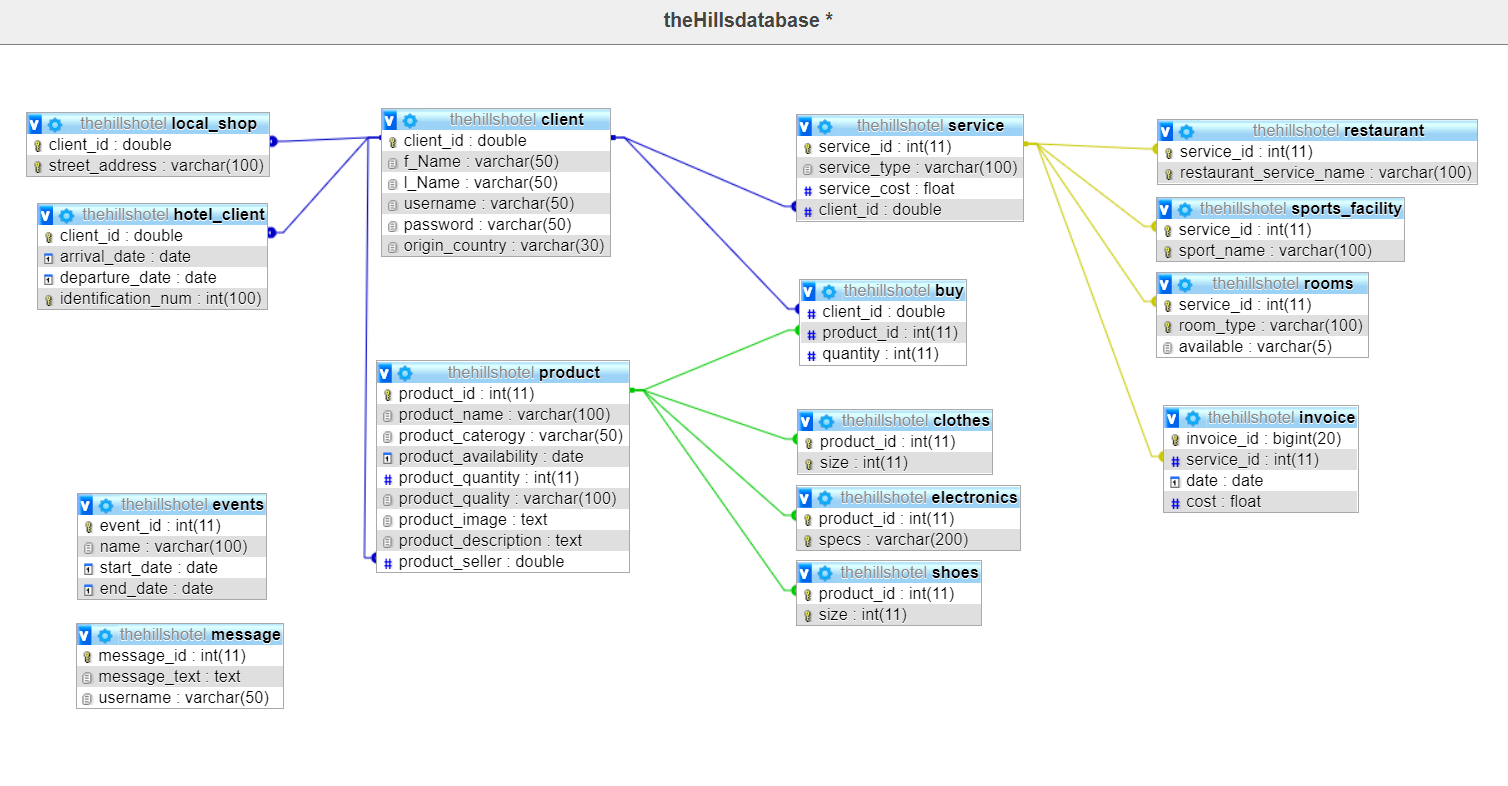 theHillsdatabase *
thehillshotel local_shop
client_id : double
street_address : varchar(100)
thehillshotel hotel_client
client_id : double
arrival_date : date
departure_date : date
identification_num : int(100)
thehillshotel client
client_id : double
f_Name : varchar(50)
l_Name : varchar(50)
username : varchar(50)
password : varchar(50)
origin_country : varchar(30)
thehillshotel service
service_id : int(11)
service_type : varchar(100)
service_cost : float
client_id : double
thehillshotel restaurant
service_id : int(11)
restaurant_service_name : varchar(100)
thehillshotel sports_facility
service_id : int(11)
sport_name : varchar(100)
thehillshotel rooms
service_id : int(11)
room_type : varchar(100)
available : varchar(5)
thehillshotel buy
client_id : double
product_id : int(11)
quantity : int(11)
thehillshotel product
product_id : int(11)
product_name : varchar(100)
product_caterogy : varchar(50)
product_availability : date
product_quantity : int(11)
product_quality : varchar(100)
product_image : text
product_description : text
product_seller : double
thehillshotel clothes
product_id : int(11)
size : int(11)
thehillshotel electronics
product_id : int(11)
specs : varchar(200)
thehillshotel shoes
product_id : int(11)
size : int(11)
thehillshotel invoice
invoice_id : bigint(20)
service_id : int(11)
date : date
cost : float
thehillshotel events
event_id : int(11)
name : varchar(100)
start_date : date
end_date : date
thehillshotel message
message_id : int(11)
message_text : text
username : varchar(50)